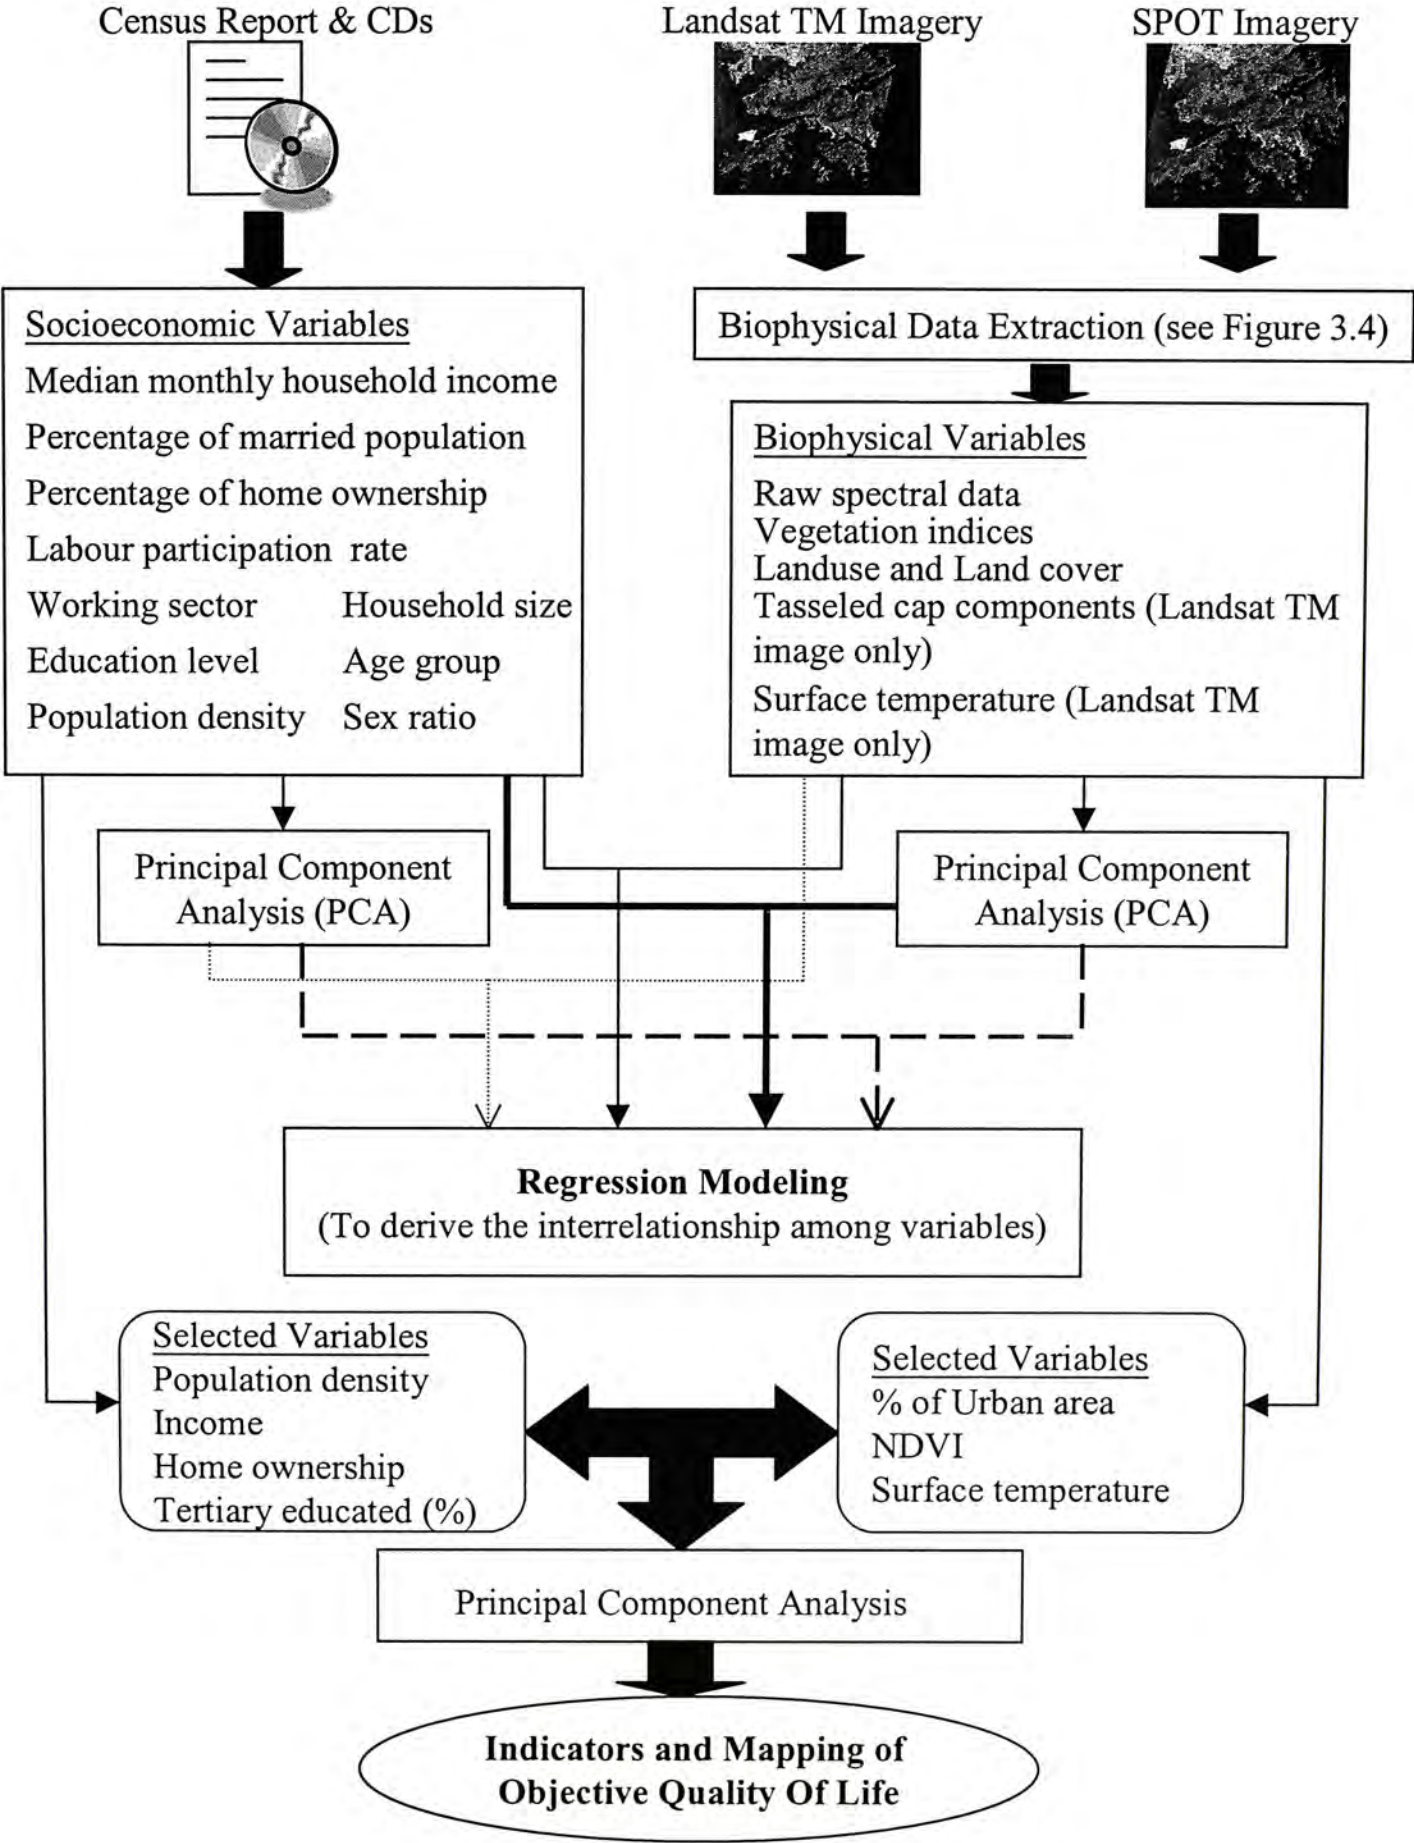 Census Report & CDs
Landsat TM Imagery
SPOT Imagery
Socioeconomic Variables
Median monthly household income
Percentage of married population
Percentage of home ownership
Labour participation rate
Working sector Household size
Education level Age group
Population density Sex ratio
Biophysical Data Extraction (see Figure 3.4)
Biophysical Variables
Raw spectral data
Vegetation indices
Landuse and Land cover
Tasseled cap components (Landsat TM
image only)
Surface temperature (Landsat TM
image only)
Principal Component
Analysis (PCA)
Principal Component
Analysis (PCA)
Regression Modeling
(To derive the interrelationship among variables)
Selected Variables
Population density
Income
Home ownership
Tertiary educated (%)
Selected Variables
% of Urban area
NDVI
Surface temperature
Principal Component Analysis
Indicators and Mapping of
Objective Quality Of Life